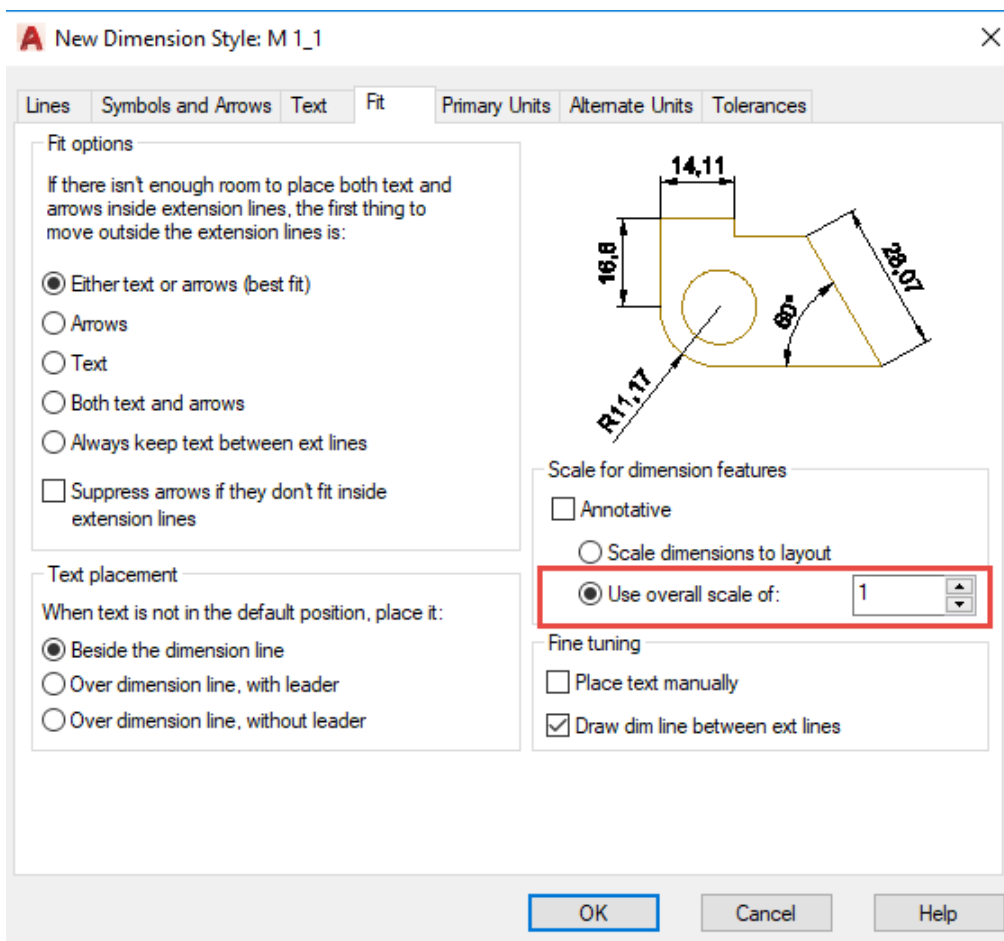 New Dimension Style: M 1_1
Lines Symbols and Arrows Text Fit Primary Units Alternate Units Tolerances
Fit options
If there isn't enough room to place both text and
arrows inside extension lines, the first thing to
move outside the extension lines is:
Either text or arrows (best fit)
Arrows
Text
Both text and arrows
Always keep text between ext lines
Suppress arrows if they don't fit inside
extension lines
Text placement
When text is not in the default position, place it:
Beside the dimension line
Over dimension line, with leader
Over dimension line, without leader
14,11
16,6
28,07
60°
R11,17
Scale for dimension features
Annotative
Scale dimensions to layout
Use overall scale of: 1
Fine tuning
Place text manually
Draw dim line between ext lines
OK Cancel Help